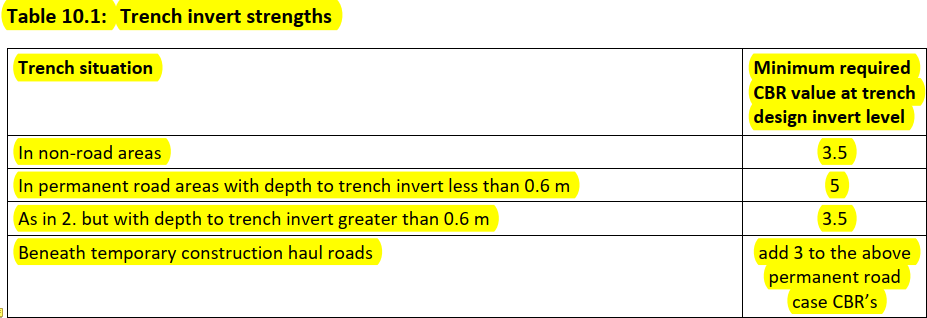 Table 10.1: Trench invert strengths
Trench situation
Minimum required
CBR value at trench
design invert level
In non-road areas
3.5
In permanent road areas with depth to trench invert less than 0.6 m
5
As in 2. but with depth to trench invert greater than 0.6 m
3.5
Beneath temporary construction haul roads
add 3 to the above
permanent road
case CBR’s